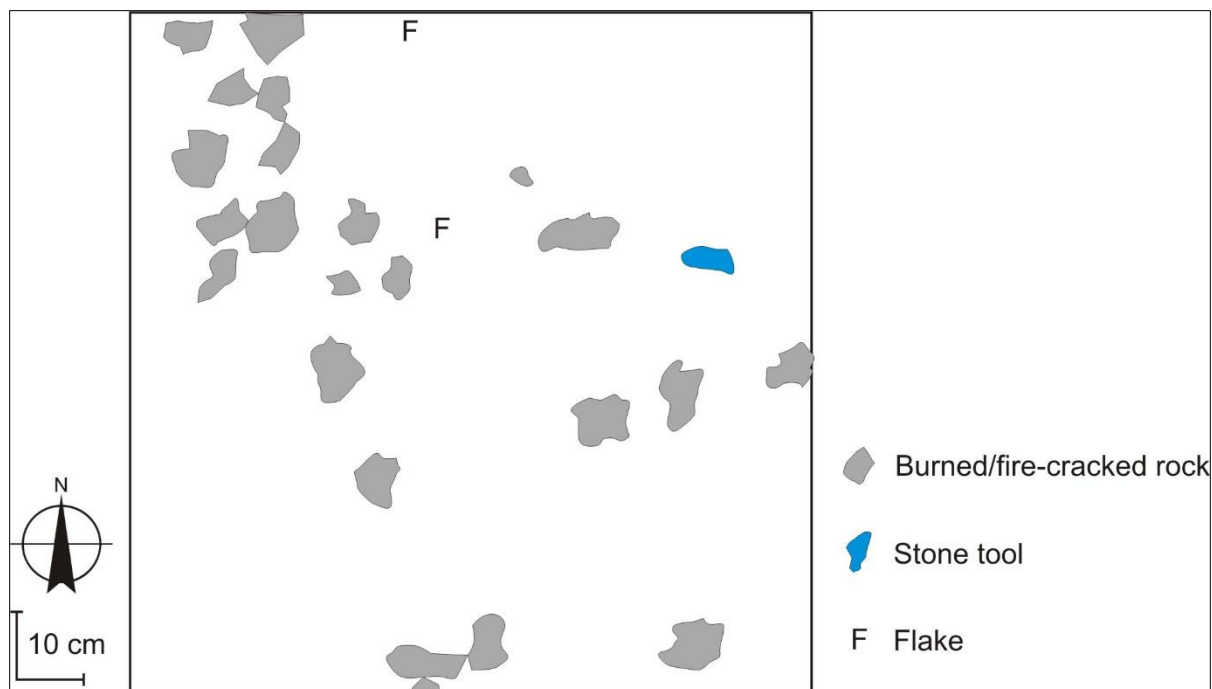 F
F
N
10 cm
Burned/fire-cracked rock
Stone tool
F Flake